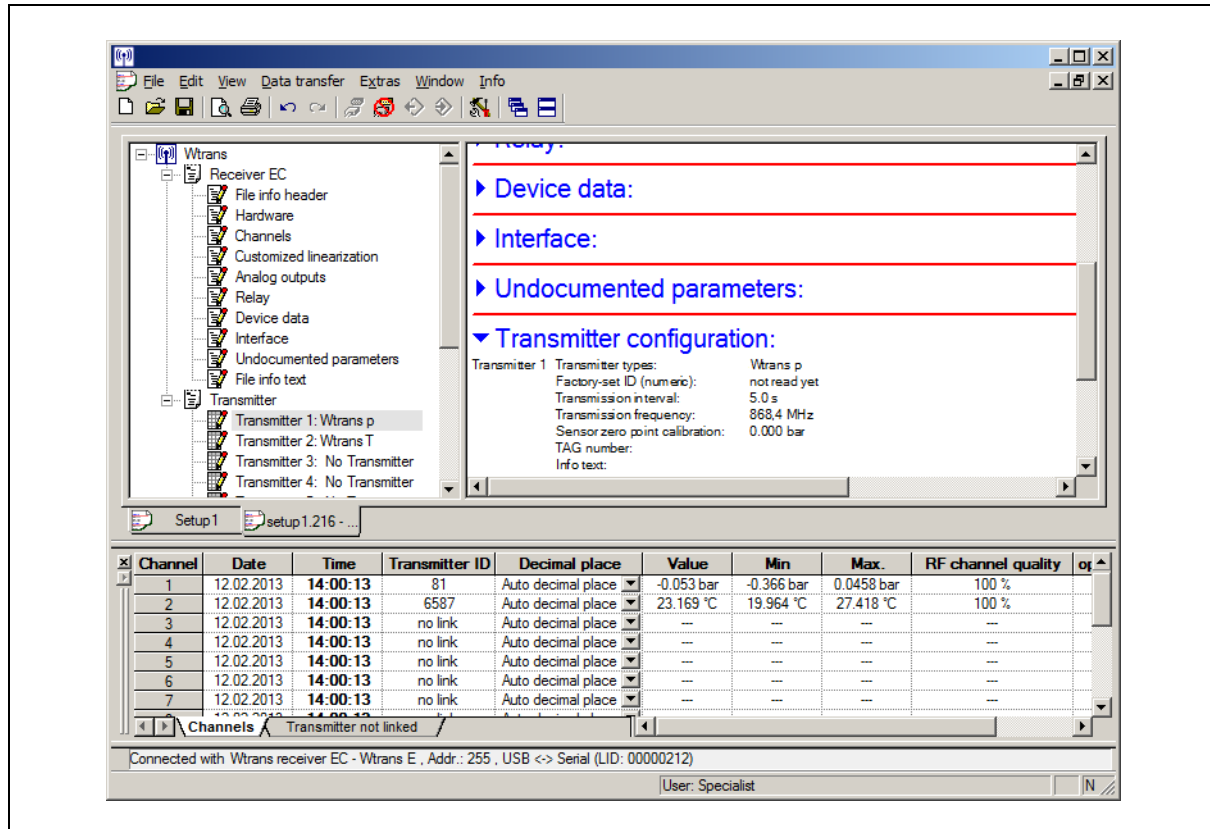 File Edit View Data transfer Extras Window Info
Wtrans
Receiver EC
File info header
Hardware
Channels
Customized linearization
Analog outputs
Relay
Device data
Interface
Undocumented parameters
File info text
Transmitter
Transmitter 1: Wtrans p
Transmitter 2: Wtrans T
Transmitter 3: No Transmitter
Transmitter 4: No Transmitter
Relay:
Device data:
Interface:
Undocumented parameters:
Transmitter configuration:
Transmitter 1 Transmitter types: Wtrans p
Factory-set ID (numeric): not read yet
Transmission interval: 5.0 s
Transmission frequency: 868,4 MHz
Sensor zero point calibration: 0.000 bar
TAG number:
Info text:
Setup1 setup1.216 - ...
Channel Date Time Transmitter ID Decimal place Value Min Max. RF channel quality
1 12.02.2013 14:00:13 81 Auto decimal place -0.053 bar -0.366 bar 0.0458 bar 100 %
2 12.02.2013 14:00:13 6587 Auto decimal place 23.169 °C 19.964 °C 27.418 °C 100 %
3 12.02.2013 14:00:13 no link Auto decimal place --- --- --- ---
4 12.02.2013 14:00:13 no link Auto decimal place --- --- --- ---
5 12.02.2013 14:00:13 no link Auto decimal place --- --- --- ---
6 12.02.2013 14:00:13 no link Auto decimal place --- --- --- ---
7 12.02.2013 14:00:13 no link Auto decimal place --- --- --- ---
Channels Transmitter not linked
Connected with Wtrans receiver EC - Wtrans E , Addr.: 255 , USB <-> Serial (LID: 00000212)
User: Specialist N